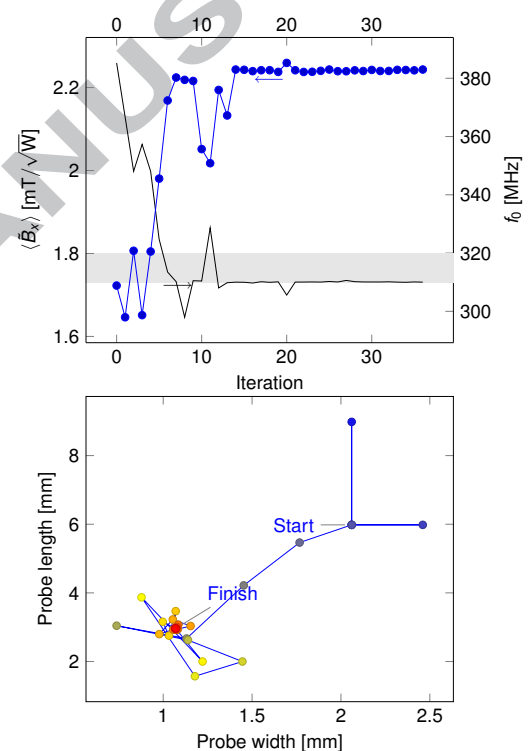 0 10 20 30
2.2
2
1.8
1.6
⟨B̃ₓ⟩ [mT/√W]
380
360
340
320
300
f₀ [MHz]
0 10 20 30
Iteration
ANUS
8
6
4
2
Probe length [mm]
Start
Finish
1 1.5 2 2.5
Probe width [mm]